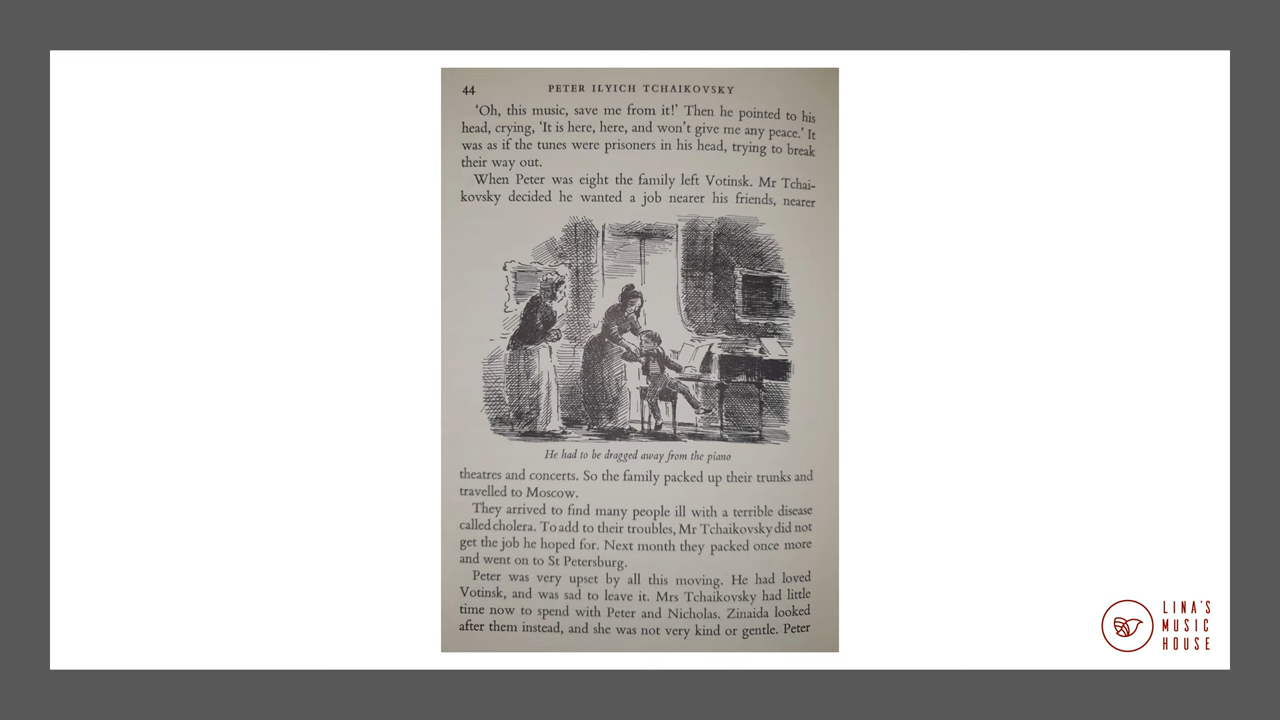 44 PETER ILYICH TCHAIKOVSKY
'Oh, this music, save me from it!' Then he pointed to his
head, crying, 'It is here, here, and won't give me any peace.' It
was as if the tunes were prisoners in his head, trying to break
their way out.
When Peter was eight the family left Votinsk. Mr Tchai-
kovsky decided he wanted a job nearer his friends, nearer
He had to be dragged away from the piano
theatres and concerts. So the family packed up their trunks and
travelled to Moscow.
They arrived to find many people ill with a terrible disease
called cholera. To add to their troubles, Mr Tchaikovsky did not
get the job he hoped for. Next month they packed once more
and went on to St Petersburg.
Peter was very upset by all this moving. He had loved
Votinsk, and was sad to leave it. Mrs Tchaikovsky had little
time now to spend with Peter and Nicholas. Zinaida looked
after them instead, and she was not very kind or gentle. Peter
LINA'S
MUSIC
HOUSE